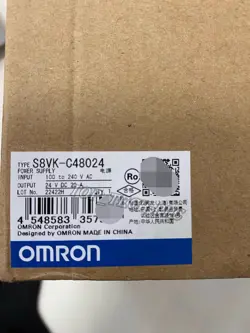 TYPE S8VK-C48024
POWER SUPPLY 电源
INPUT 100 to 240 V AC
OUTPUT 24 V DC 20 A
LOT No. 22422H
Ro
4 548583 357
OMRON Corporation
Designed by OMRON MADE IN CHINA
OMRON